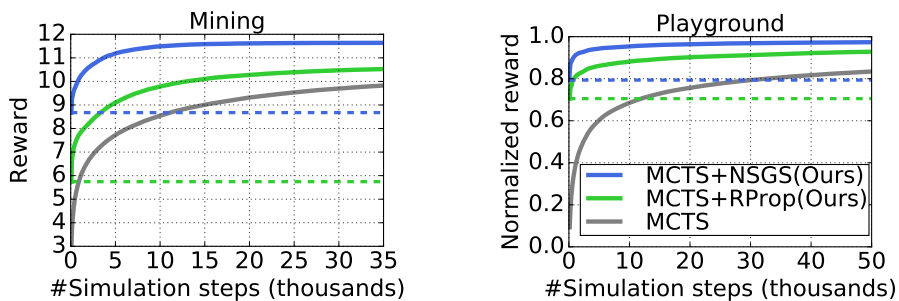 Mining
Reward
12
11
10
9
8
7
6
5
4
3
0 5 10 15 20 25 30 35
#Simulation steps (thousands)
Playground
Normalized reward
1.0
0.8
0.6
0.4
0.2
0.0
MCTS+NSGS(Ours)
MCTS+RProp(Ours)
MCTS
0 10 20 30 40 50
#Simulation steps (thousands)